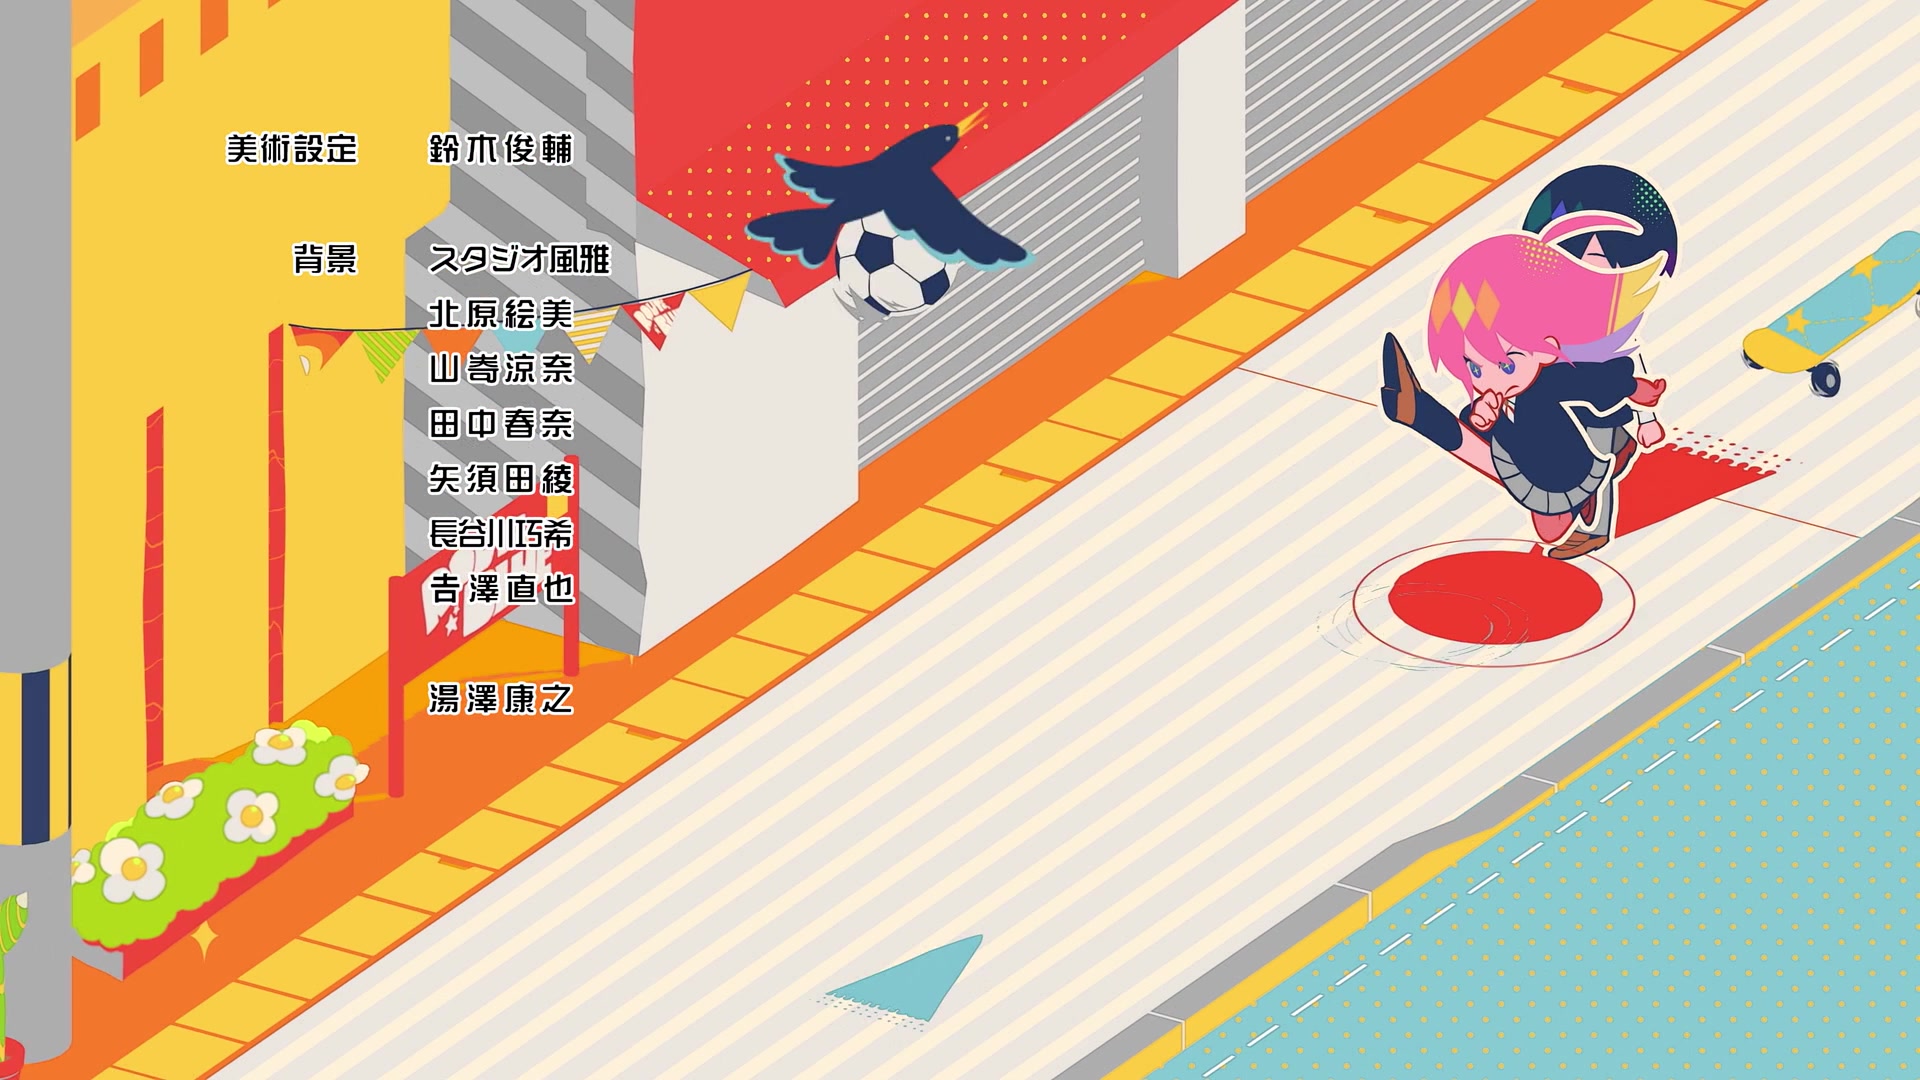 美術設定 鈴木俊輔
背景 スタジオ風雅
北原絵美
山嵜涼奈
田中春奈
矢須田綾
長谷川巧希
吉澤直也
湯澤康之